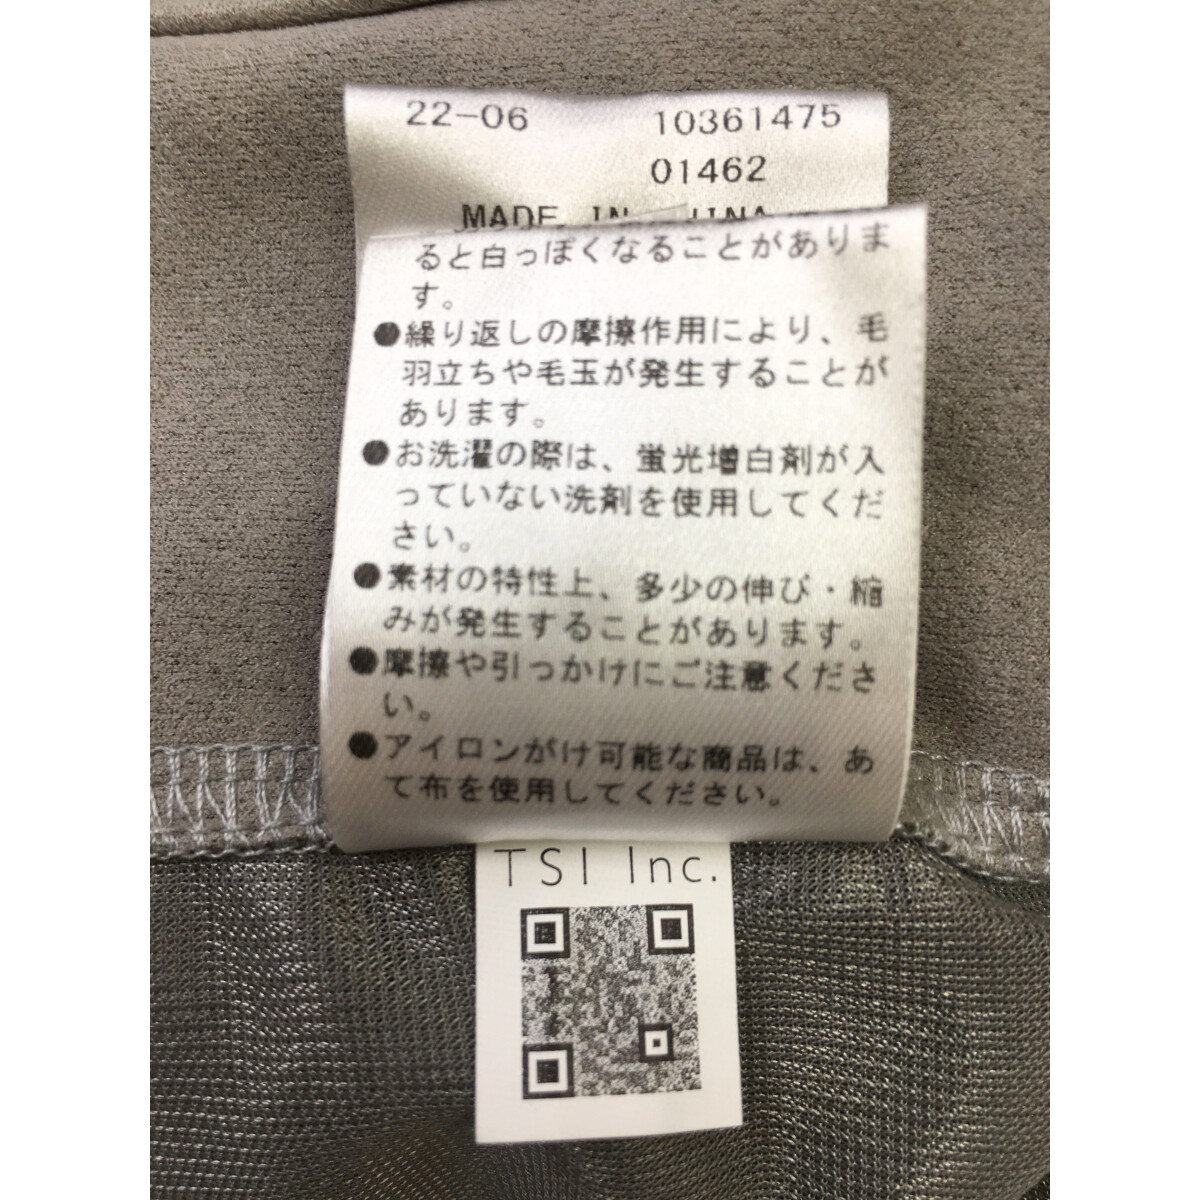 22-06 10361475
01462
MADE IN
ると白っぽくなることがありま
す。
●繰り返しの摩擦作用により、毛
羽立ちや毛玉が発生することが
あります。
●お洗濯の際は、蛍光増白剤が入
っていない洗剤を使用してくだ
さい。
●素材の特性上、多少の伸び・縮
みが発生することがあります。
●摩擦や引っかけにご注意くださ
い。
●アイロンがけ可能な商品は、あ
て布を使用してください。
TSI Inc.